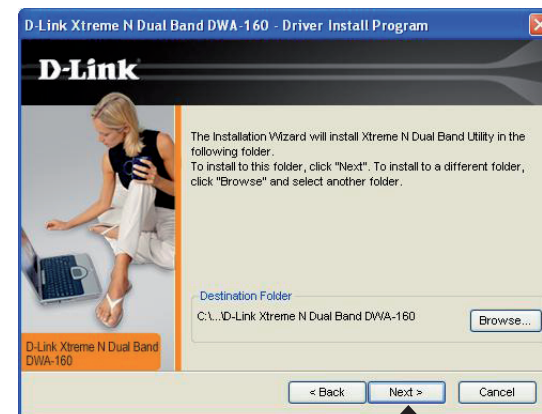 D-Link Xtreme N Dual Band DWA-160 - Driver Install Program
D-Link
The Installation Wizard will install Xtreme N Dual Band Utility in the
following folder.
To install to this folder, click "Next". To install to a different folder,
click "Browse" and select another folder.
Destination Folder
C:\...\D-Link Xtreme N Dual Band DWA-160
Browse...
D-Link Xtreme N Dual Band
DWA-160
< Back
Next >
Cancel